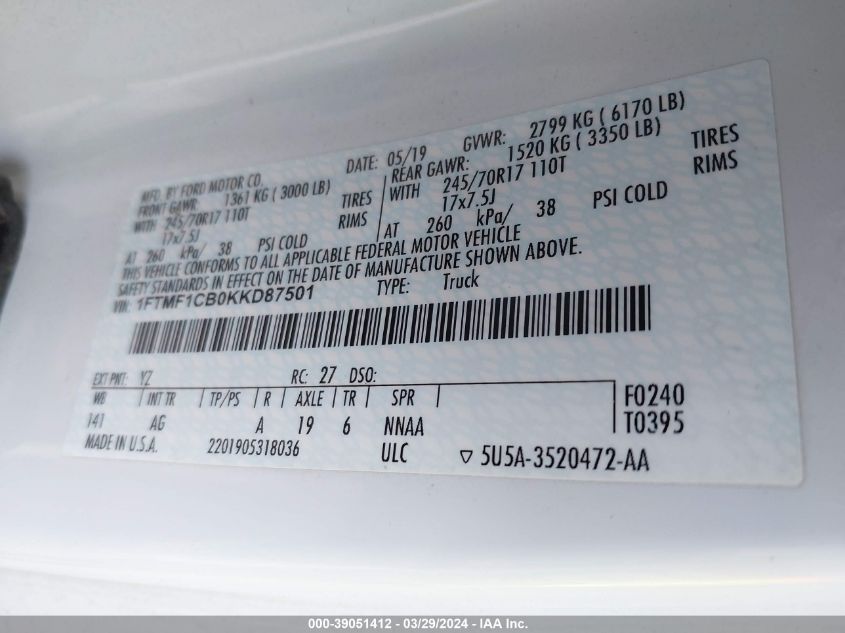 MFD. BY FORD MOTOR CO.
DATE: 05/19
GVWR: 2799 KG ( 6170 LB)
FRONT GAWR: 1361 KG ( 3000 LB)
REAR GAWR: 1520 KG ( 3350 LB)
WITH 245/70R17 110T TIRES
WITH 245/70R17 110T TIRES
17x7.5J RIMS
17x7.5J RIMS
AT 260 kPa/ 38 PSI COLD
AT 260 kPa/ 38 PSI COLD
THIS VEHICLE CONFORMS TO ALL APPLICABLE FEDERAL MOTOR VEHICLE
SAFETY STANDARDS IN EFFECT ON THE DATE OF MANUFACTURE SHOWN ABOVE.
VIN: 1FTMF1CB0KKD87501
TYPE: Truck
EXT PNT: YZ RC: 27 DSO:
WB INT TR TP/PS R AXLE TR SPR
F0240
141 AG A 19 6 NNAA
T0395
MADE IN U.S.A. 2201905318036 ULC ▽ 5U5A-3520472-AA
000-39051412 - 03/29/2024 - IAA Inc.